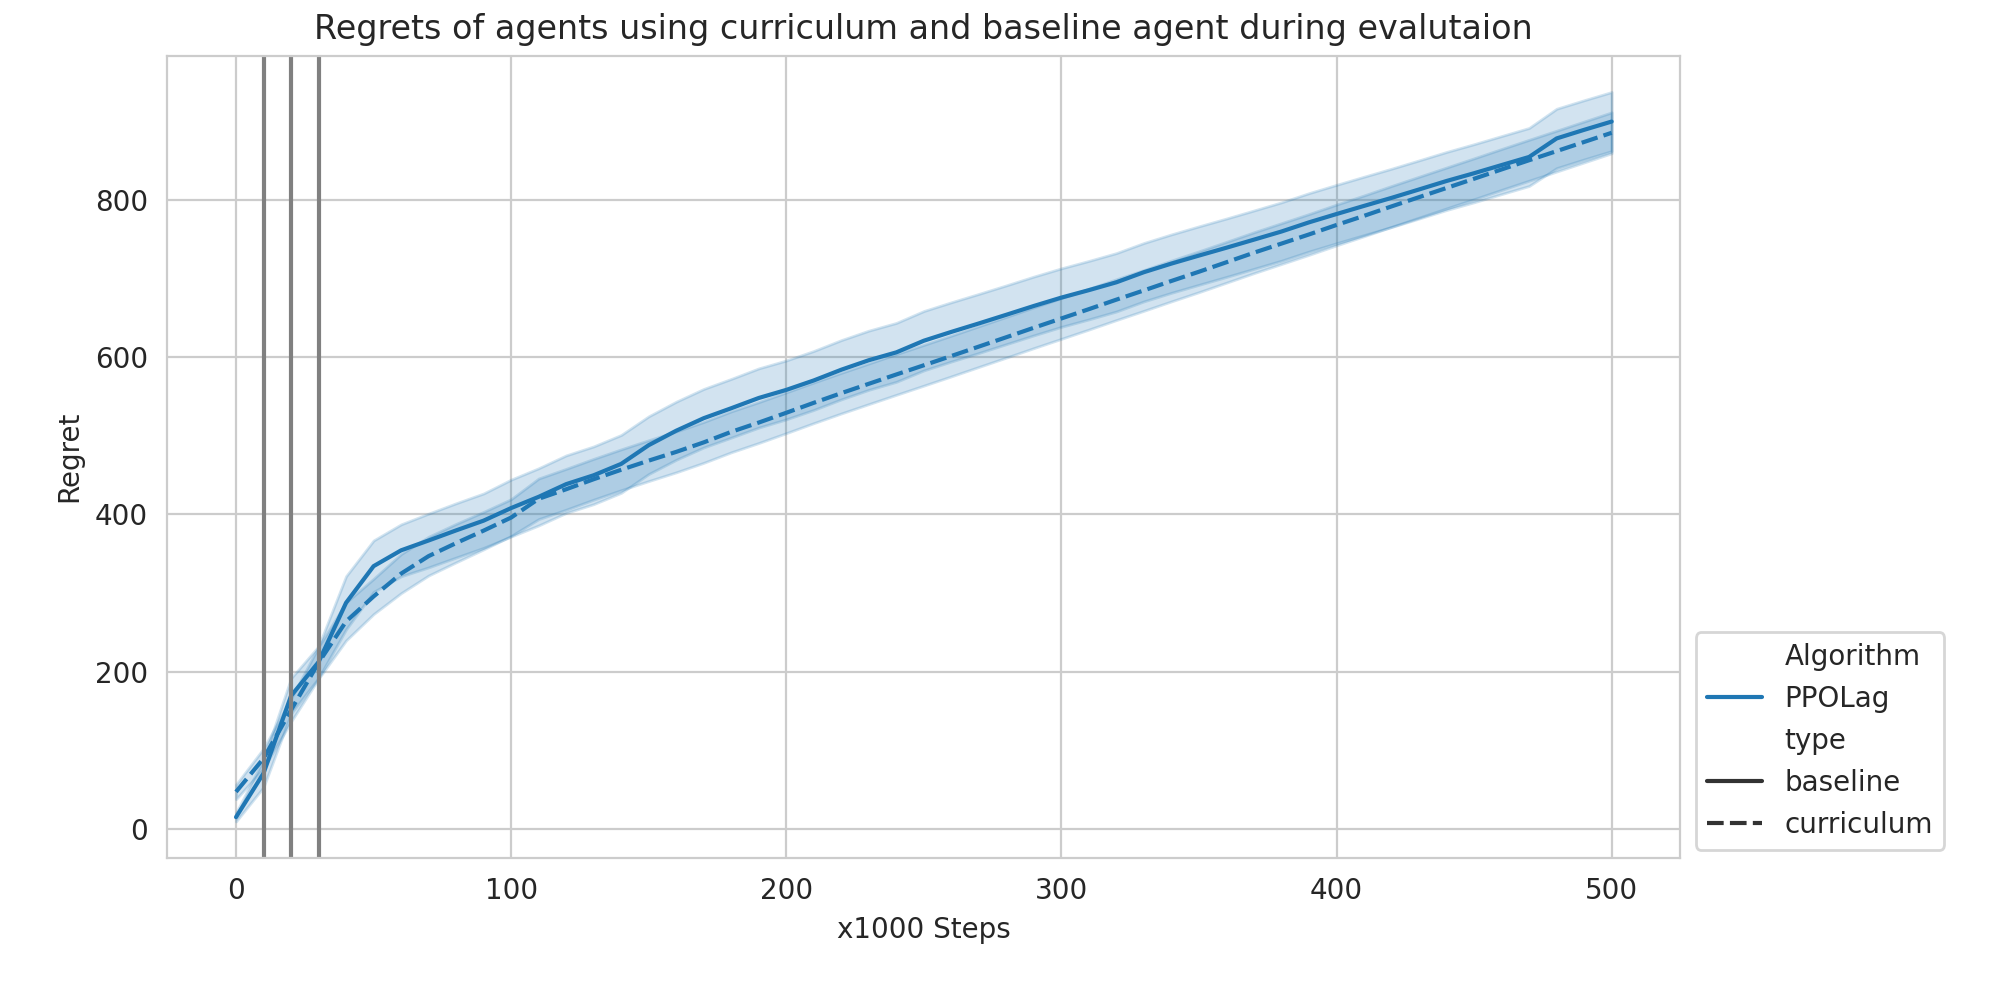 Regrets of agents using curriculum and baseline agent during evalutaion
800
600
400
200
0
Regret
0 100 200 300 400 500
x1000 Steps
Algorithm
PPOLag
type
baseline
curriculum